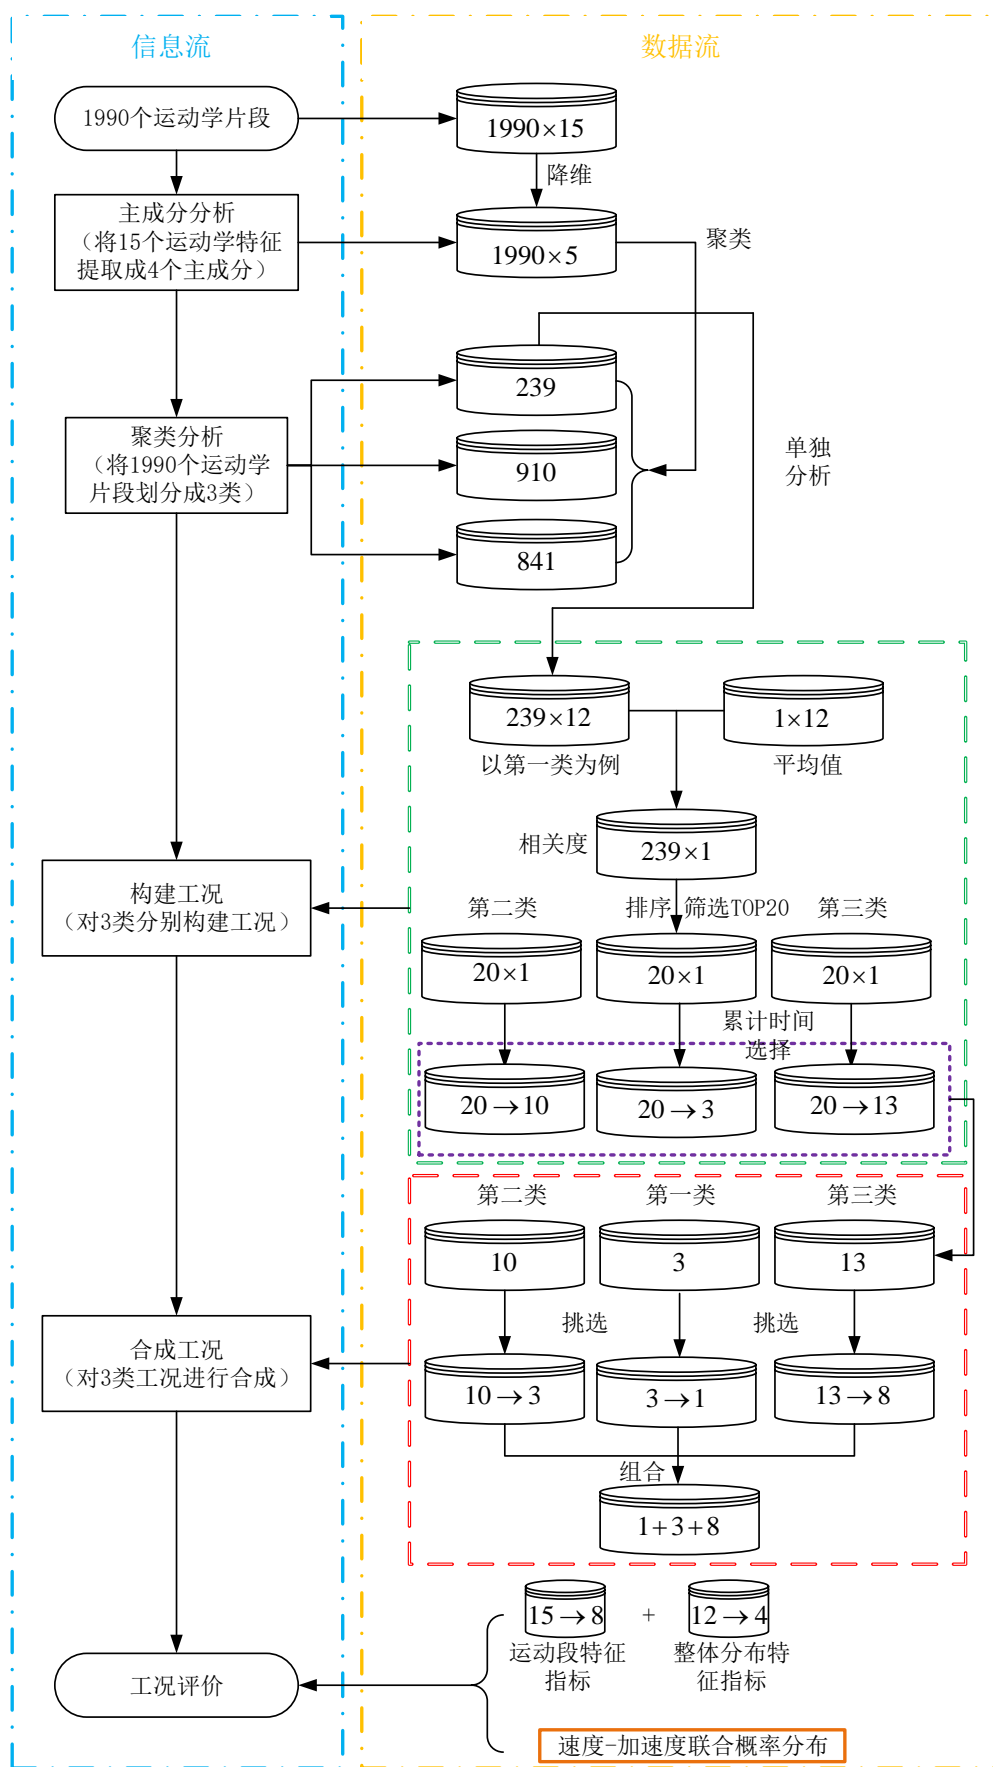 信息流
数据流
1990个运动学片段
1990×15
降维
主成分分析
（将15个运动学特征
提取成4个主成分）
1990×5
聚类
239
聚类分析
（将1990个运动学
片段划分成3类）
910
单独
分析
841
239×12
1×12
以第一类为例
平均值
相关度
239×1
构建工况
（对3类分别构建工况）
第二类
排序 筛选TOP20
第三类
20×1
20×1
20×1
累计时间
选择
20→10
20→3
20→13
第二类
第一类
第三类
10
3
13
挑选
挑选
合成工况
（对3类工况进行合成）
10→3
3→1
13→8
组合
1+3+8
15→8
+
12→4
运动段特征
指标
整体分布特
征指标
工况评价
速度-加速度联合概率分布